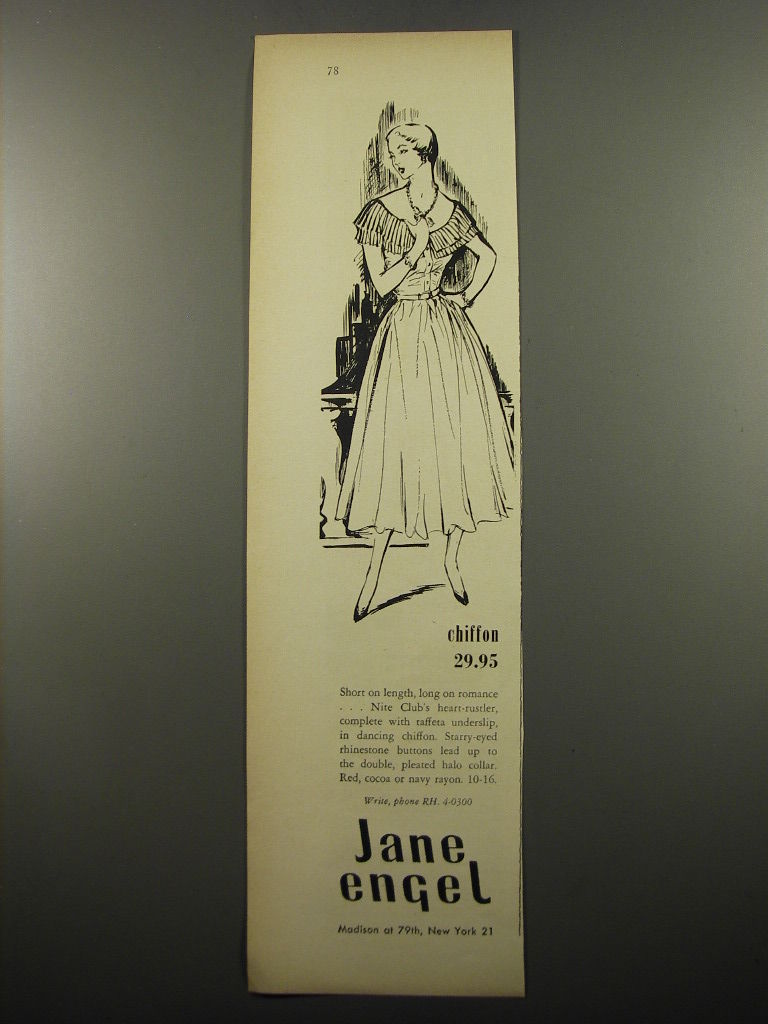 78
chiffon
29.95
Short on length, long on romance
. . . Nite Club's heart-rustler,
complete with taffeta underslip,
in dancing chiffon. Starry-eyed
rhinestone buttons lead up to
the double, pleated halo collar.
Red, cocoa or navy rayon. 10-16.
Write, phone RH. 4-0300
Jane
engel
Madison at 79th, New York 21